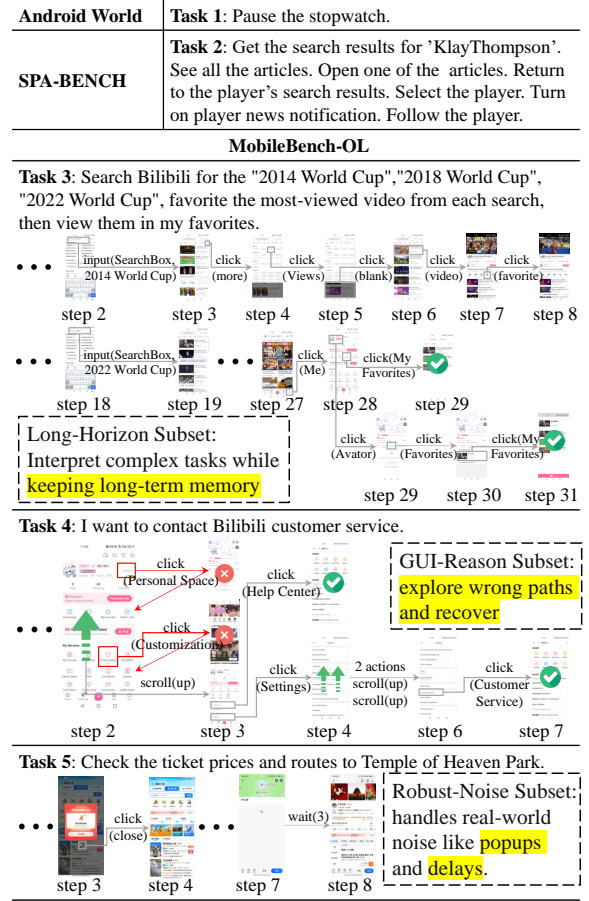 Android World
Task 1: Pause the stopwatch.
SPA-BENCH
Task 2: Get the search results for 'KlayThompson'.
See all the articles. Open one of the articles. Return
to the player's search results. Select the player. Turn
on player news notification. Follow the player.
MobileBench-OL
Task 3: Search Bilibili for the "2014 World Cup","2018 World Cup",
"2022 World Cup", favorite the most-viewed video from each search,
then view them in my favorites.
input(SearchBox,
2014 World Cup)
click
(more)
click
(Views)
click
(blank)
click
(video)
click
(favorite)
step 2
step 3
step 4
step 5
step 6
step 7
step 8
input(SearchBox,
2022 World Cup)
click
(Me)
click(My
Favorites)
step 18
step 19
step 27
step 28
step 29
Long-Horizon Subset:
Interpret complex tasks while
keeping long-term memory
click
(Avator)
click
(Favorites)
click(My
Favorites)
step 29
step 30
step 31
Task 4: I want to contact Bilibili customer service.
click
(Personal Space)
click
(Help Center)
GUI-Reason Subset:
explore wrong paths
and recover
click
(Customization)
scroll(up)
click
(Settings)
2 actions
scroll(up)
scroll(up)
click
(Customer
Service)
step 2
step 3
step 4
step 6
step 7
Task 5: Check the ticket prices and routes to Temple of Heaven Park.
click
(close)
wait(3)
Robust-Noise Subset:
handles real-world
noise like popups
and delays.
step 3
step 4
step 7
step 8